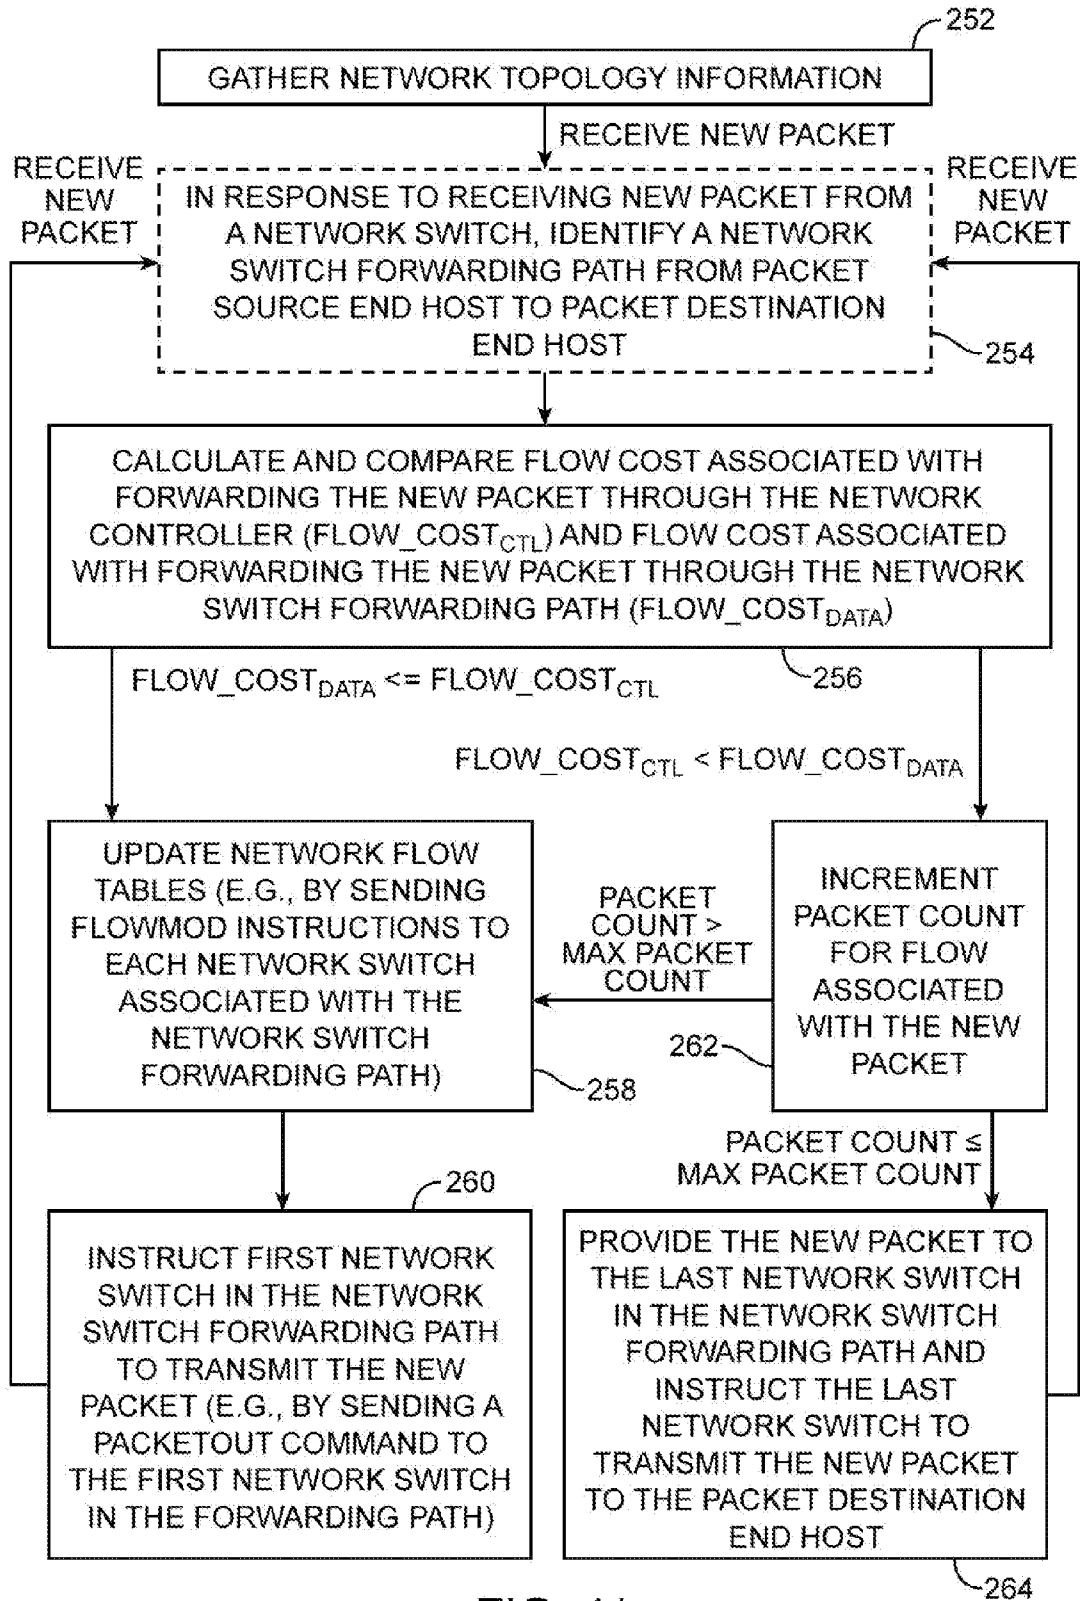 252
GATHER NETWORK TOPOLOGY INFORMATION
RECEIVE NEW PACKET
RECEIVE
NEW
PACKET
RECEIVE
NEW
PACKET
IN RESPONSE TO RECEIVING NEW PACKET FROM
A NETWORK SWITCH, IDENTIFY A NETWORK
SWITCH FORWARDING PATH FROM PACKET
SOURCE END HOST TO PACKET DESTINATION
END HOST
254
CALCULATE AND COMPARE FLOW COST ASSOCIATED WITH
FORWARDING THE NEW PACKET THROUGH THE NETWORK
CONTROLLER (FLOW_COSTCTL) AND FLOW COST ASSOCIATED
WITH FORWARDING THE NEW PACKET THROUGH THE NETWORK
SWITCH FORWARDING PATH (FLOW_COSTDATA)
256
FLOW_COSTDATA <= FLOW_COSTCTL
FLOW_COSTCTL < FLOW_COSTDATA
UPDATE NETWORK FLOW
TABLES (E.G., BY SENDING
FLOWMOD INSTRUCTIONS TO
EACH NETWORK SWITCH
ASSOCIATED WITH THE
NETWORK SWITCH
FORWARDING PATH)
258
PACKET
COUNT >
MAX PACKET
COUNT
INCREMENT
PACKET COUNT
FOR FLOW
ASSOCIATED
WITH THE NEW
PACKET
262
PACKET COUNT ≤
MAX PACKET COUNT
260
INSTRUCT FIRST NETWORK
SWITCH IN THE NETWORK
SWITCH FORWARDING PATH
TO TRANSMIT THE NEW
PACKET (E.G., BY SENDING A
PACKETOUT COMMAND TO
THE FIRST NETWORK SWITCH
IN THE FORWARDING PATH)
PROVIDE THE NEW PACKET TO
THE LAST NETWORK SWITCH
IN THE NETWORK SWITCH
FORWARDING PATH AND
INSTRUCT THE LAST
NETWORK SWITCH TO
TRANSMIT THE NEW PACKET
TO THE PACKET DESTINATION
END HOST
264